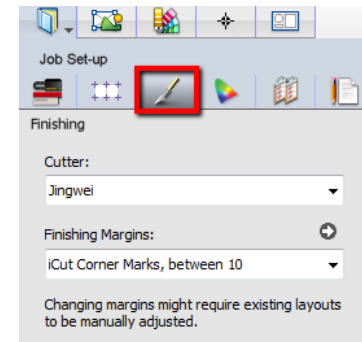 Job Set-up
Finishing
Cutter:
Jingwei
Finishing Margins:
iCut Corner Marks, between 10
Changing margins might require existing layouts
to be manually adjusted.